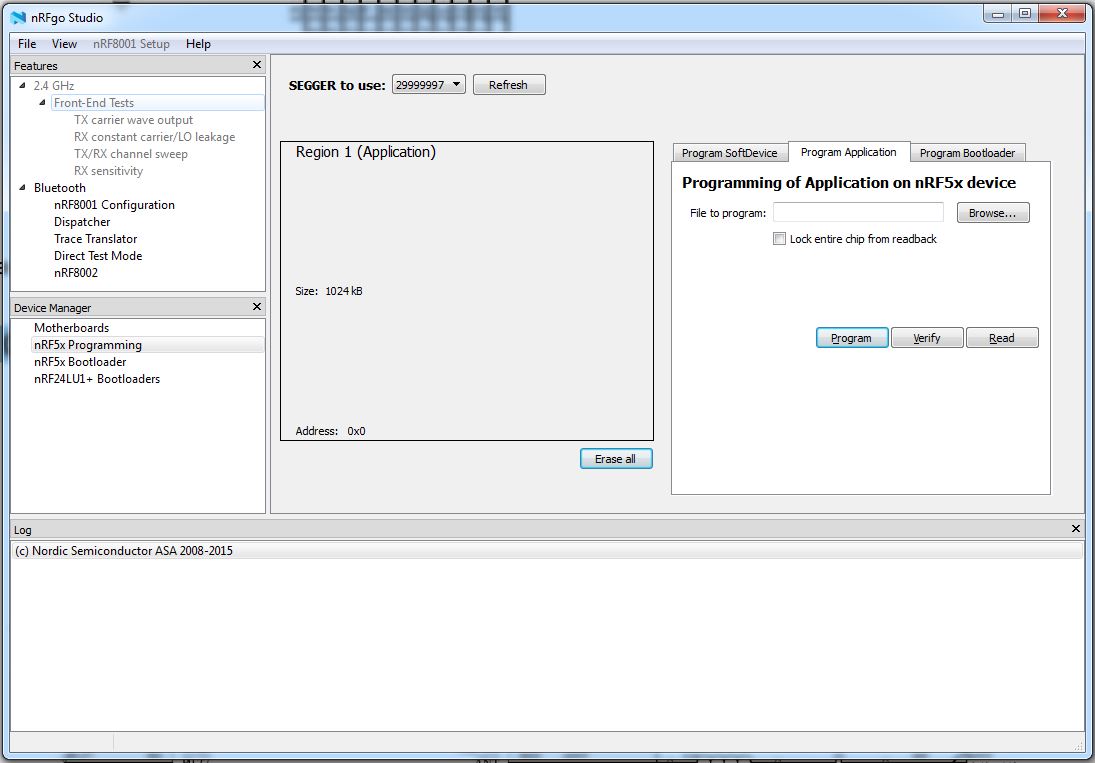 nRFgo Studio
File View nRF8001 Setup Help
Features
2.4 GHz
Front-End Tests
TX carrier wave output
RX constant carrier/LO leakage
TX/RX channel sweep
RX sensitivity
Bluetooth
nRF8001 Configuration
Dispatcher
Trace Translator
Direct Test Mode
nRF8002
Device Manager
Motherboards
nRF5x Programming
nRF5x Bootloader
nRF24LU1+ Bootloaders
SEGGER to use: 29999997 Refresh
Region 1 (Application)
Size: 1024 kB
Address: 0x0
Erase all
Program SoftDevice Program Application Program Bootloader
Programming of Application on nRF5x device
File to program: Browse...
Lock entire chip from readback
Program Verify Read
Log
(c) Nordic Semiconductor ASA 2008-2015